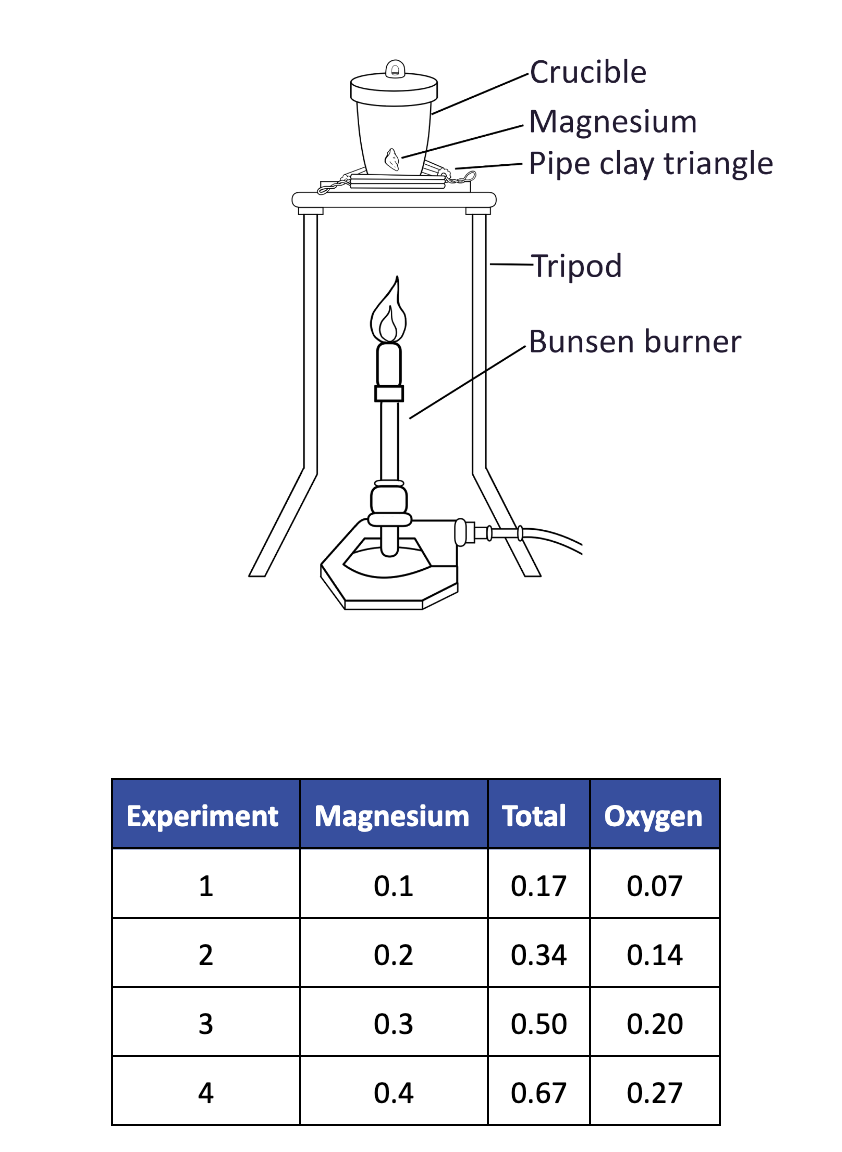 Crucible
Magnesium
Pipe clay triangle
Tripod
Bunsen burner
Experiment Magnesium Total Oxygen
1 0.1 0.17 0.07
2 0.2 0.34 0.14
3 0.3 0.50 0.20
4 0.4 0.67 0.27